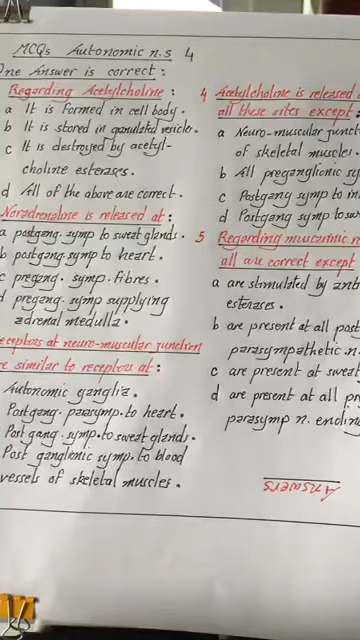 MCQs Autonomic n.s 4
One Answer is correct :
Regarding Acetylcholine :
a It is formed in cell body.
b It is stored in granulated vesicle.
c It is destroyed by acetyl-
choline esterases.
d All of the above are correct.
Noradrenaline is released at :
a postgang. symp to sweat glands.
b postgang. symp to heart.
c pregang. symp. fibres.
d pregang. symp supplying
adrenal medulla.
receptors at neuro-muscular junction
are similar to receptors at :
Autonomic ganglia.
Postgang. parasymp. to heart.
Post gang. symp. to sweat glands.
Post ganglionic symp. to blood
vessels of skeletal muscles.
4 Acetylcholine is released
all these sites except :
a Neuro-muscular
of skeletal muscles.
b All preganglionic
c Postgang symp to
d Postgang symp to
5 Regarding muscarinic
all are correct except
a are stimulated by
esterases.
b are present at all
parasympathetic n.
c are present at sweat
d are present at all
parasymp n.
Answers